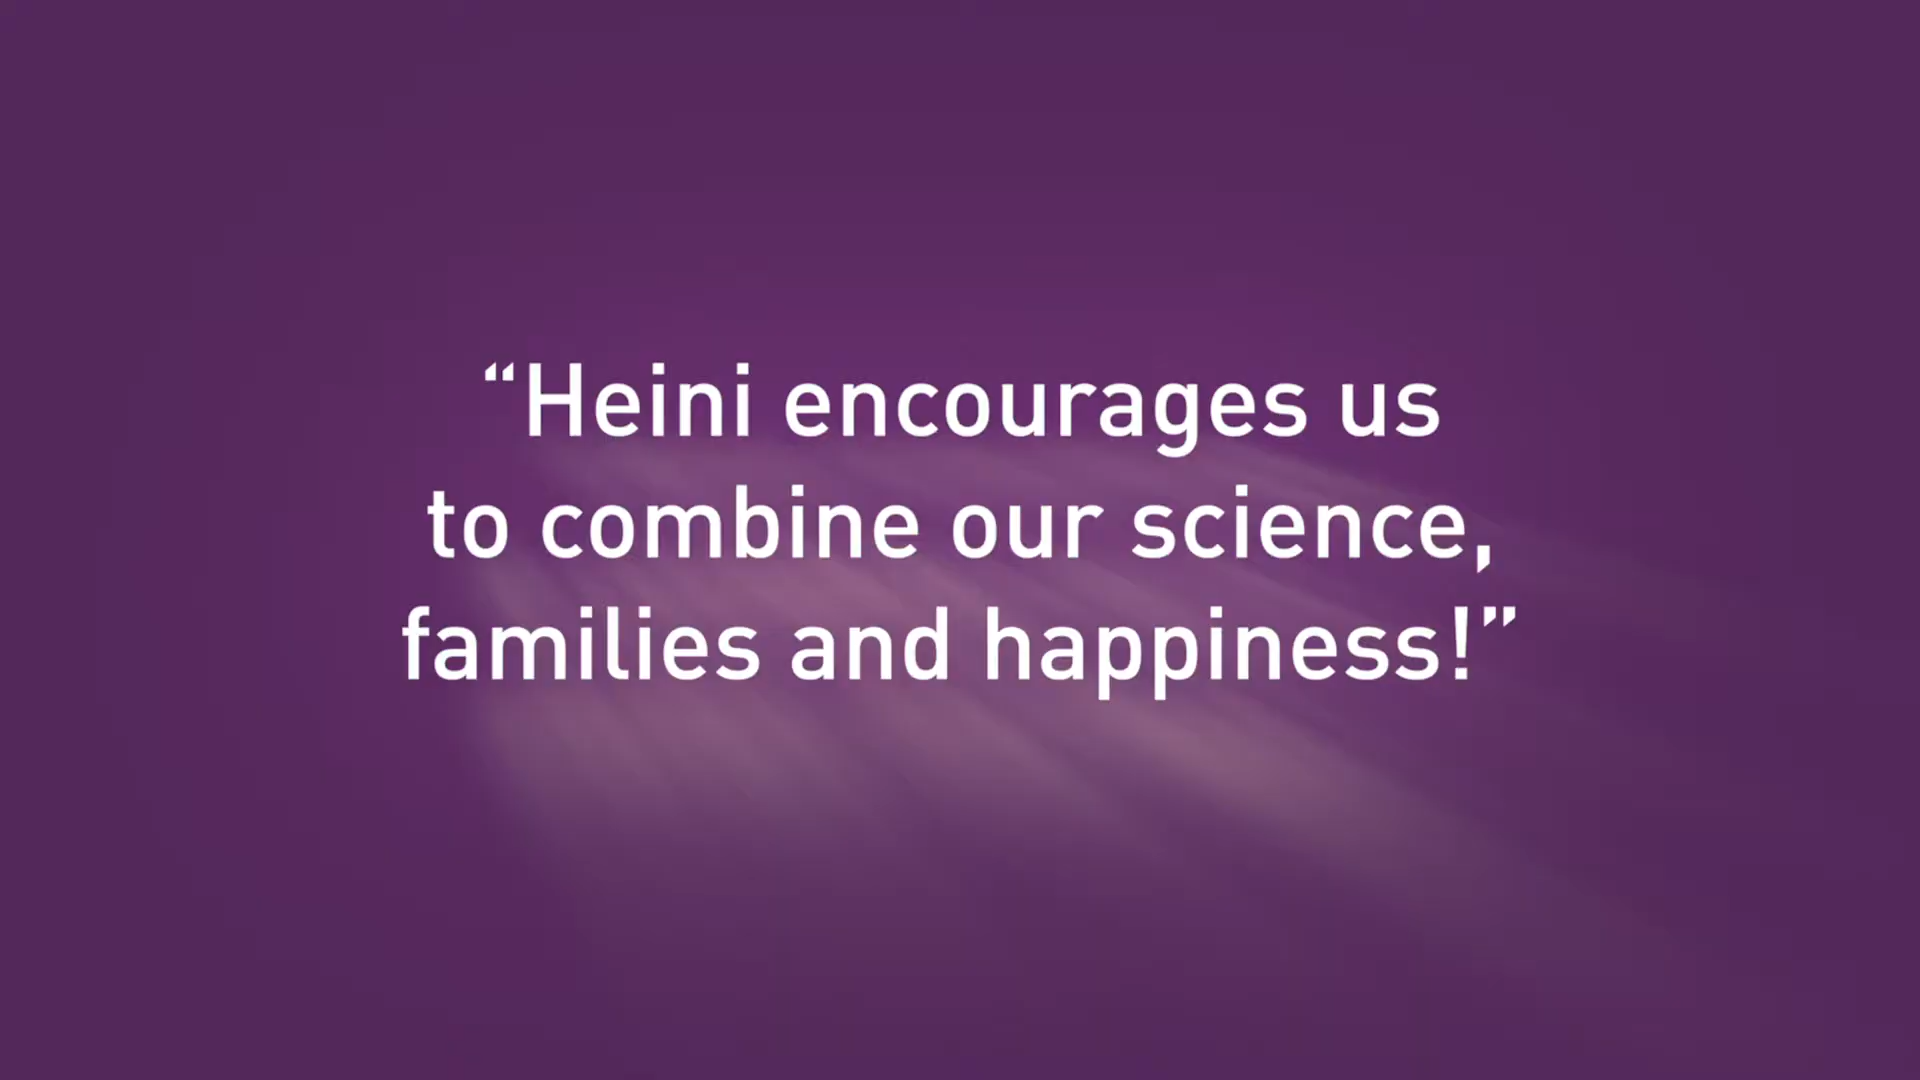 “Heini encourages us
to combine our science,
families and happiness!”